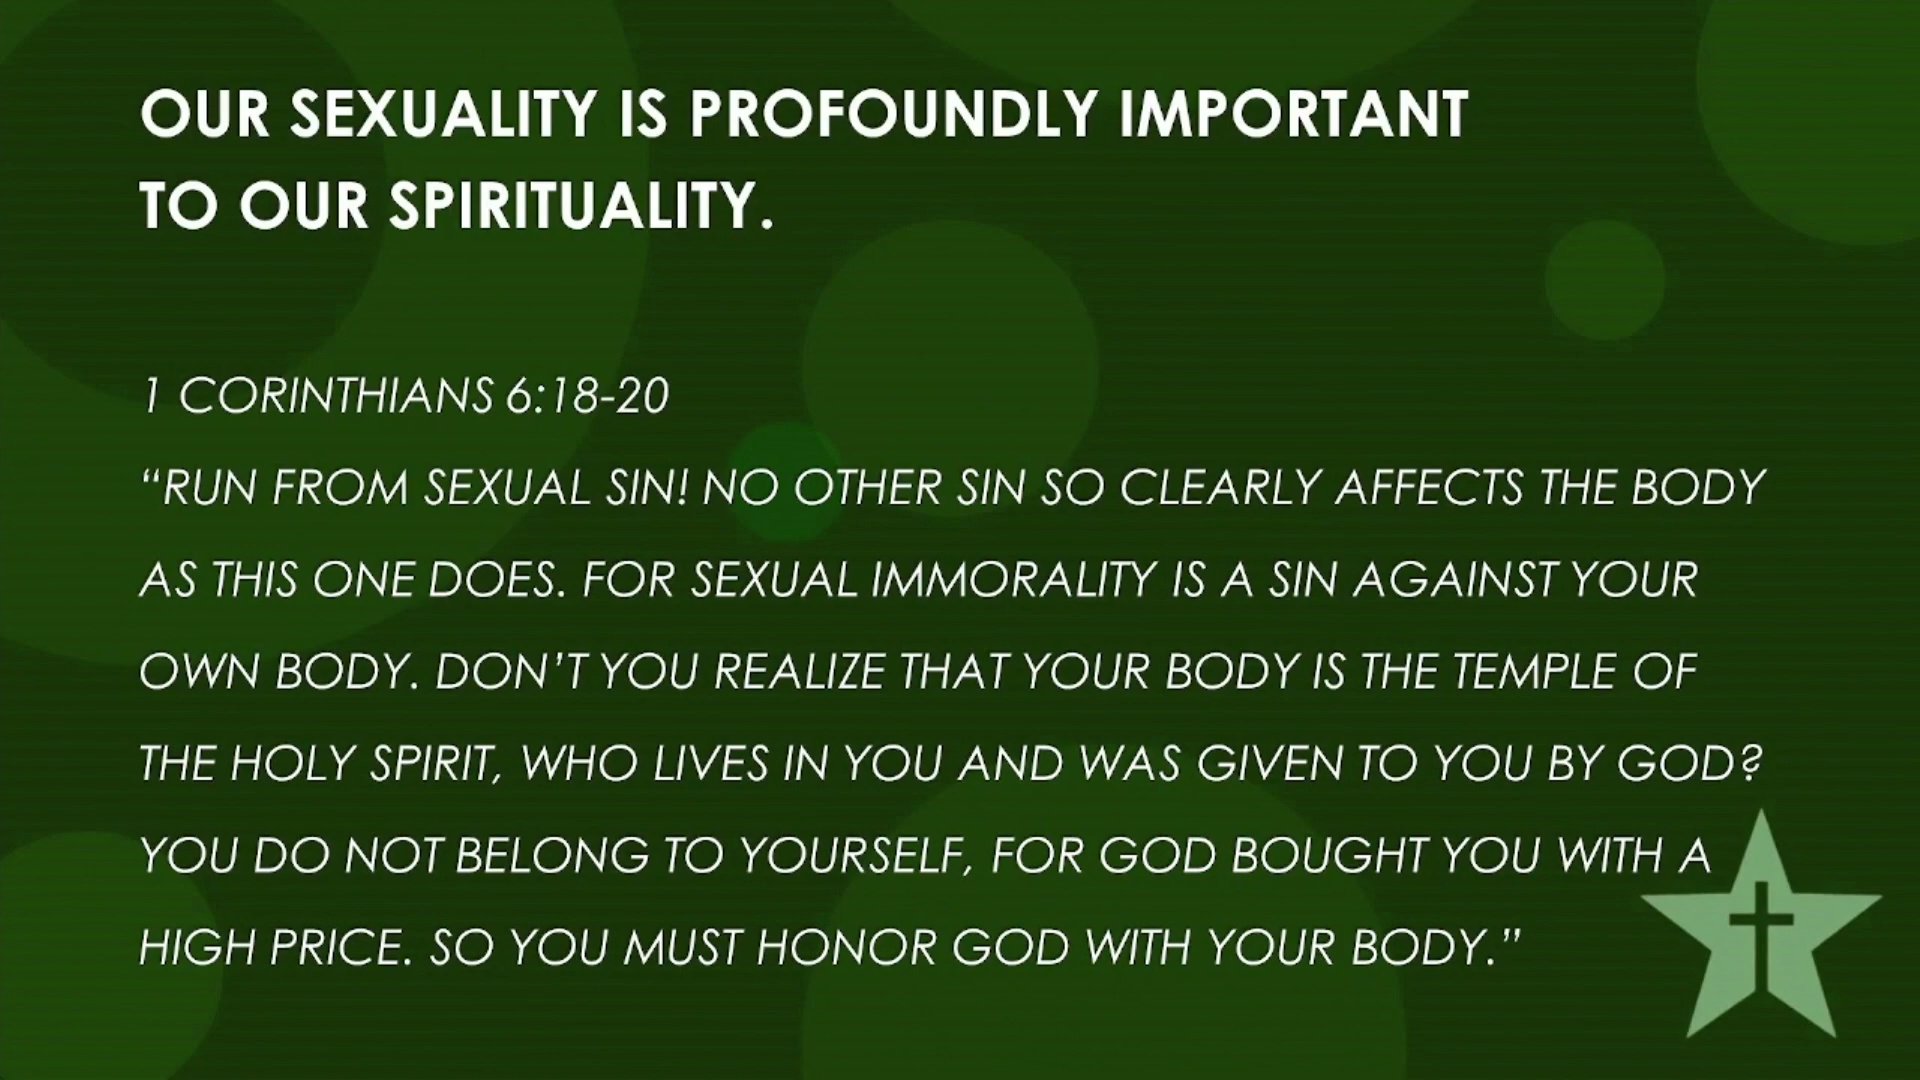 OUR SEXUALITY IS PROFOUNDLY IMPORTANT
TO OUR SPIRITUALITY.
1 CORINTHIANS 6:18-20
“RUN FROM SEXUAL SIN! NO OTHER SIN SO CLEARLY AFFECTS THE BODY
AS THIS ONE DOES. FOR SEXUAL IMMORALITY IS A SIN AGAINST YOUR
OWN BODY. DON’T YOU REALIZE THAT YOUR BODY IS THE TEMPLE OF
THE HOLY SPIRIT, WHO LIVES IN YOU AND WAS GIVEN TO YOU BY GOD?
YOU DO NOT BELONG TO YOURSELF, FOR GOD BOUGHT YOU WITH A
HIGH PRICE. SO YOU MUST HONOR GOD WITH YOUR BODY.”